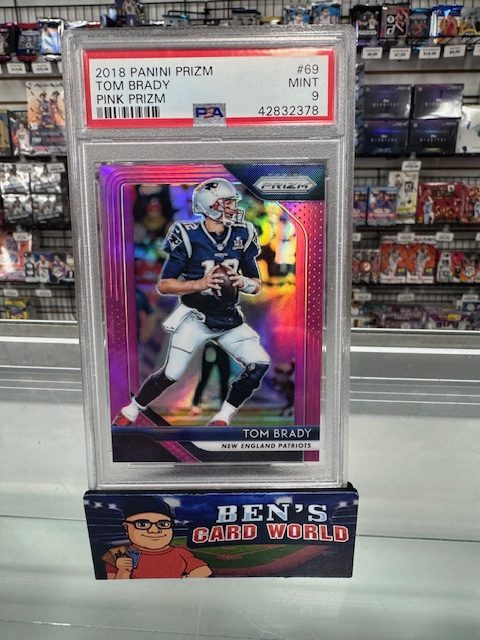 2018 PANINI PRIZM #69
TOM BRADY MINT
PINK PRIZM PSA 9
42832378
PRIZM
12
TOM BRADY
NEW ENGLAND PATRIOTS
BEN'S
CARD WORLD